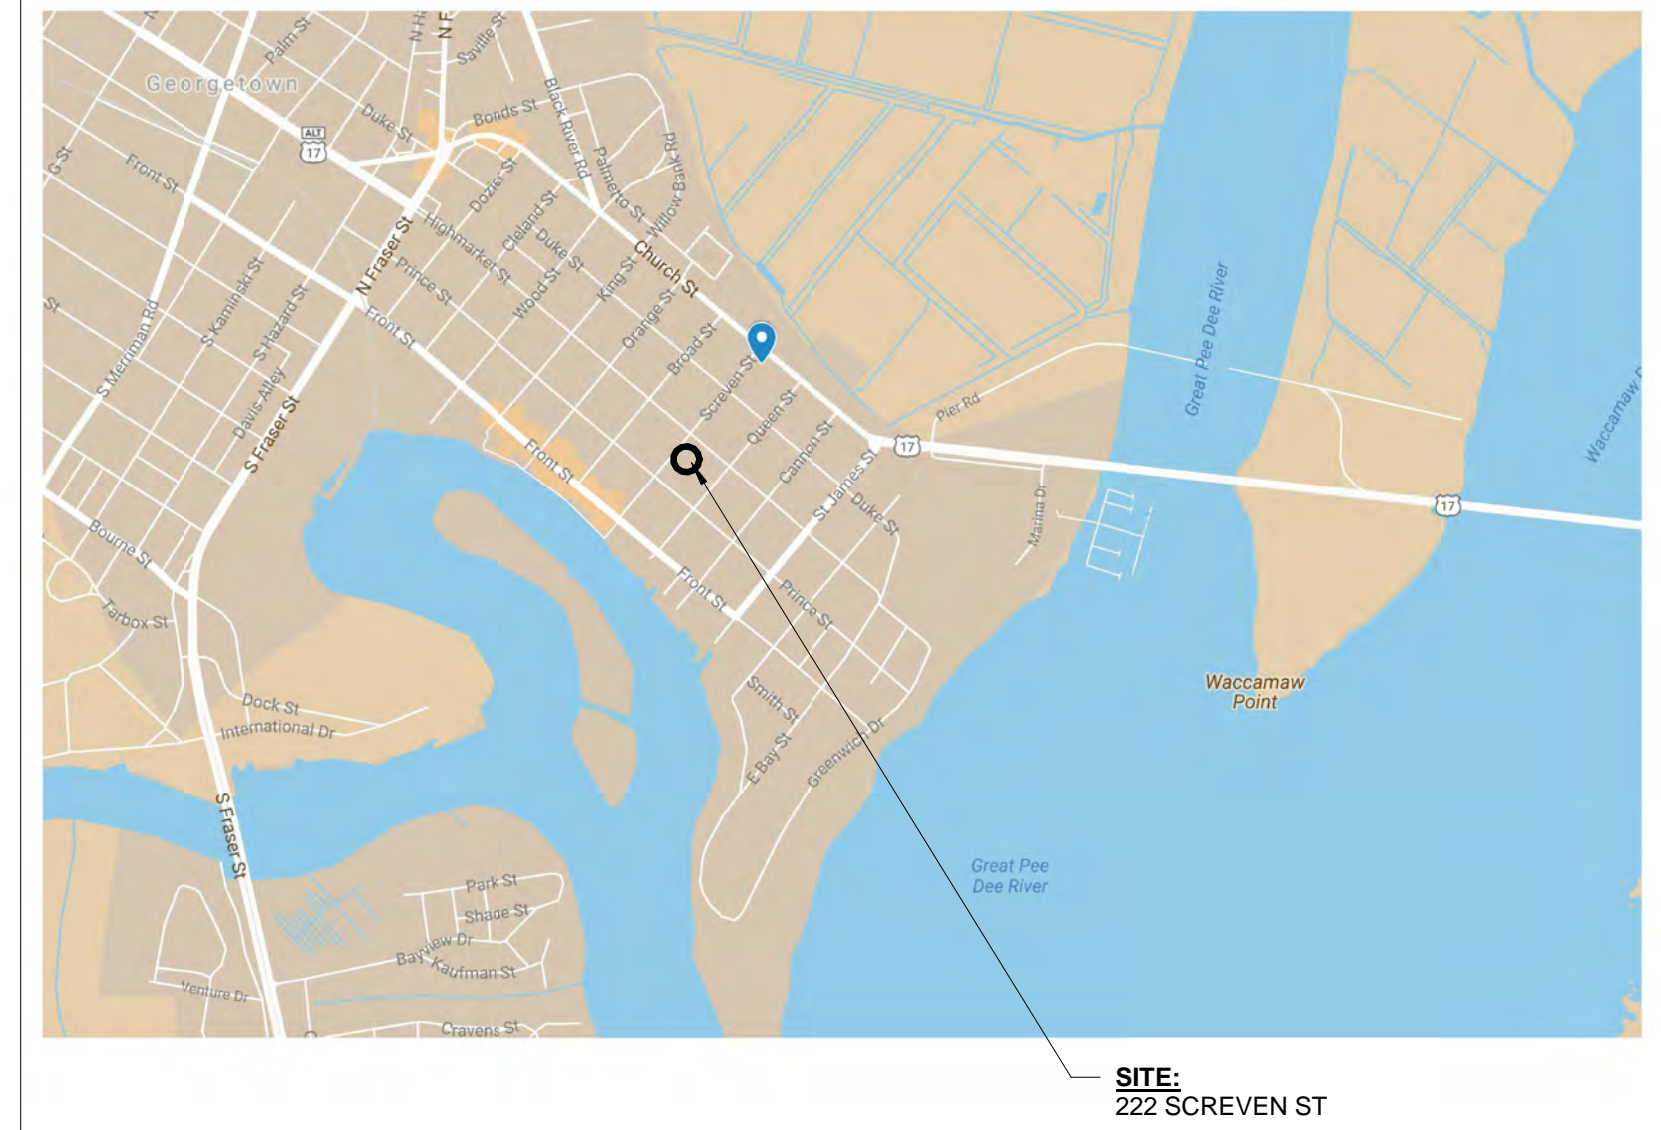 Palm St
N Ha
N F
Saville St
Georgetown
Duke St
Bonds St
Black River Rd
ALT
17
G St
Front St
Dozier St
Palmetto St
Willow Bank Rd
Cleland St
Highmarket St
Duke St
N Fraser St
Church St
Prince St
Wood St
King St
S Kaminski St
St
S Hazard St
Front St
Orange St
Broad St
S Merriman Rd
Screven St
Great Pee Dee River
Davis Alley
Queen St
Pier Rd
Waccamaw
S Fraser St
Front St
Cannon St
17
St James St
Duke St
Marina Dr
17
Bourne St
Front St
Prince St
Tarbox St
Waccamaw
Point
Smith St
Dock St
International Dr
E Bay St
Greenwich Dr
S Fraser St
Great Pee
Dee River
Park St
Shade St
Bayview Dr
Kaufman St
Venture Dr
Cravens St
SITE:
222 SCREVEN ST